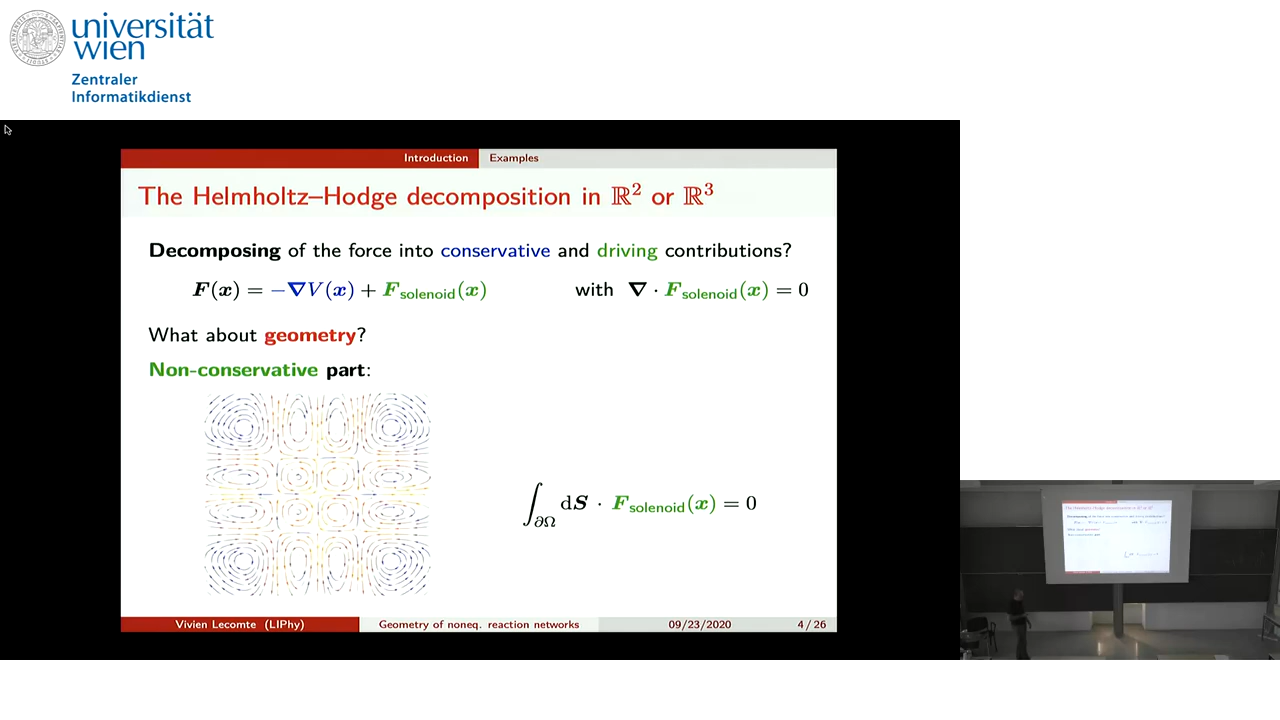 universität
wien
Zentraler
Informatikdienst
Introduction Examples
The Helmholtz–Hodge decomposition in ℝ² or ℝ³
Decomposing of the force into conservative and driving contributions?
F(x) = −∇V(x) + F_solenoid(x) with ∇ · F_solenoid(x) = 0
What about geometry?
Non-conservative part:
∫_∂Ω dS · F_solenoid(x) = 0
Vivien Lecomte (LIPhy) Geometry of noneq. reaction networks 09/23/2020 4 / 26